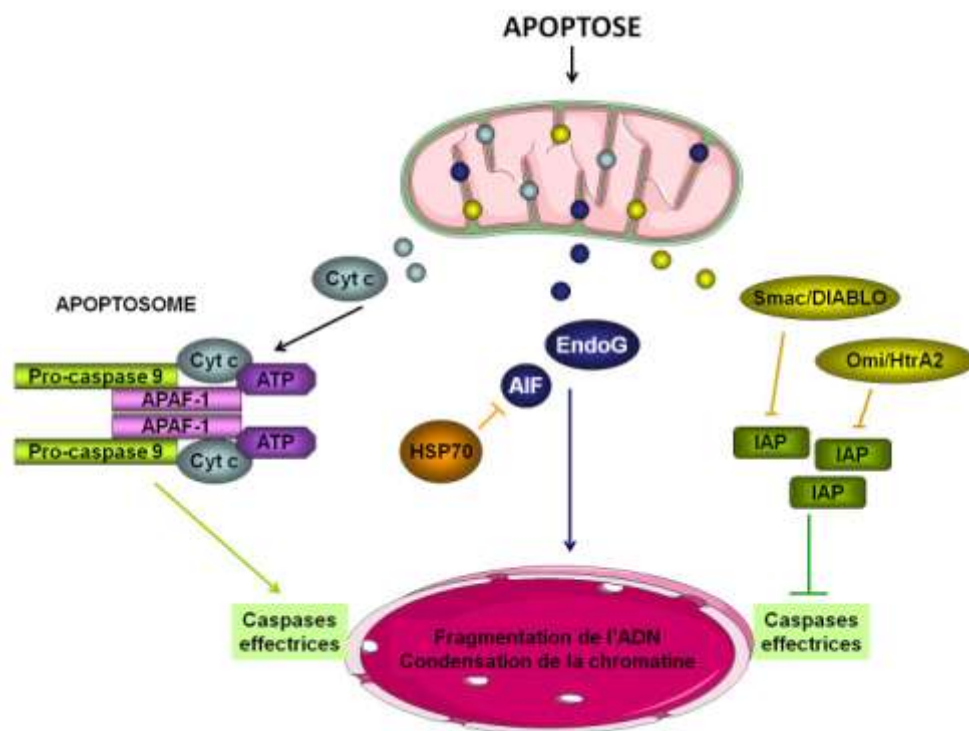 APOPTOSE
Cyt c
Smac/DIABLO
APOPTOSOME
EndoG
Omi/HtrA2
Cyt c
Pro-caspase 9
ATP
AIF
APAF-1
APAF-1
HSP70
IAP
IAP
Pro-caspase 9
ATP
Cyt c
IAP
Caspases
effectrices
Fragmentation de l'ADN
Condensation de la chromatine
Caspases
effectrices